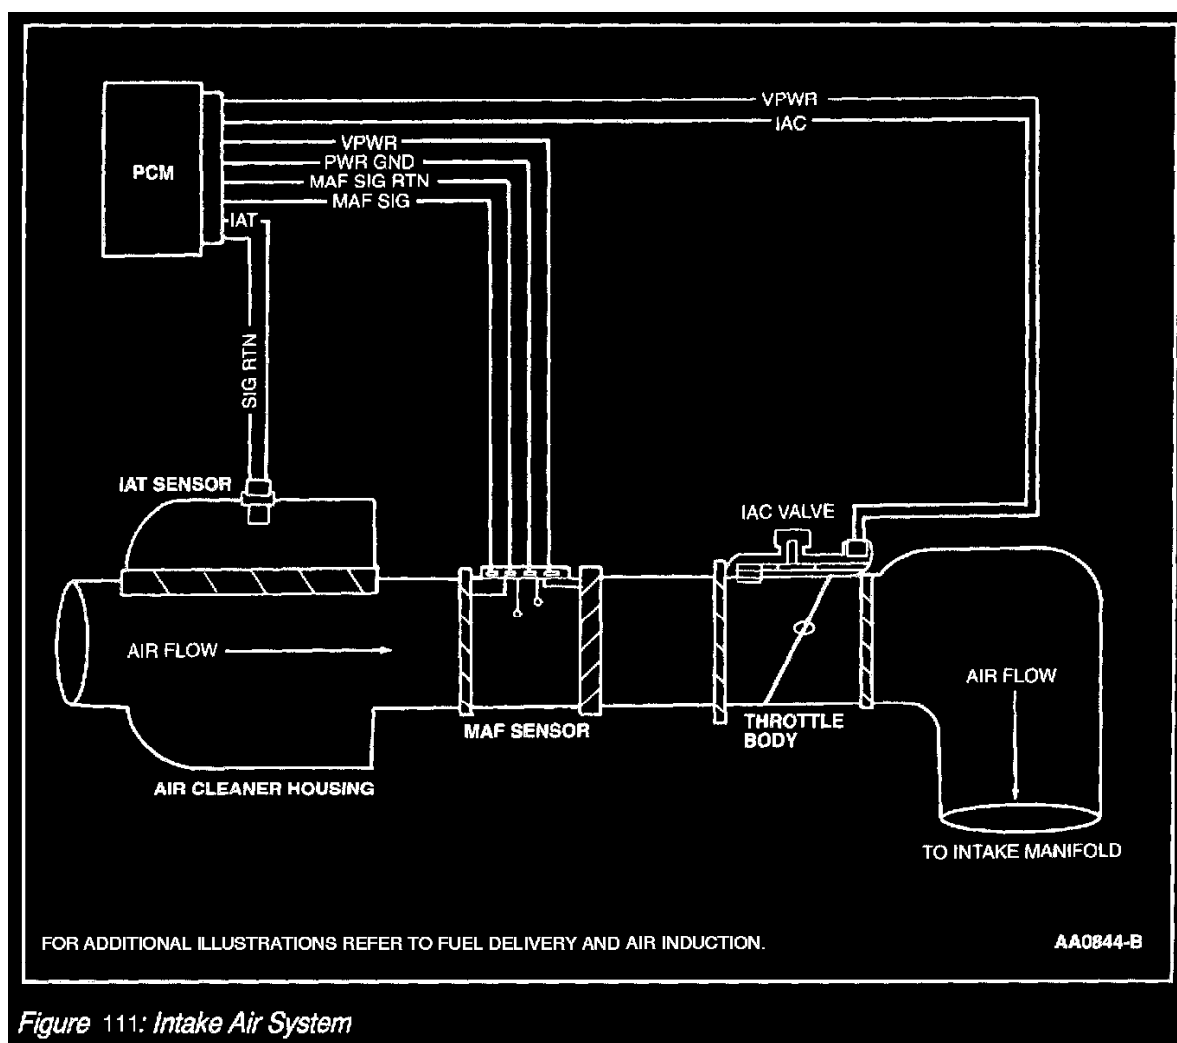 VPWR
IAC
VPWR
PCM
PWR GND
MAF SIG RTN
MAF SIG
IAT
SIG RTN
IAT SENSOR
IAC VALVE
AIR FLOW
AIR FLOW
THROTTLE
BODY
MAF SENSOR
AIR CLEANER HOUSING
TO INTAKE MANIFOLD
FOR ADDITIONAL ILLUSTRATIONS REFER TO FUEL DELIVERY AND AIR INDUCTION.
AA0844-B
Figure 111: Intake Air System